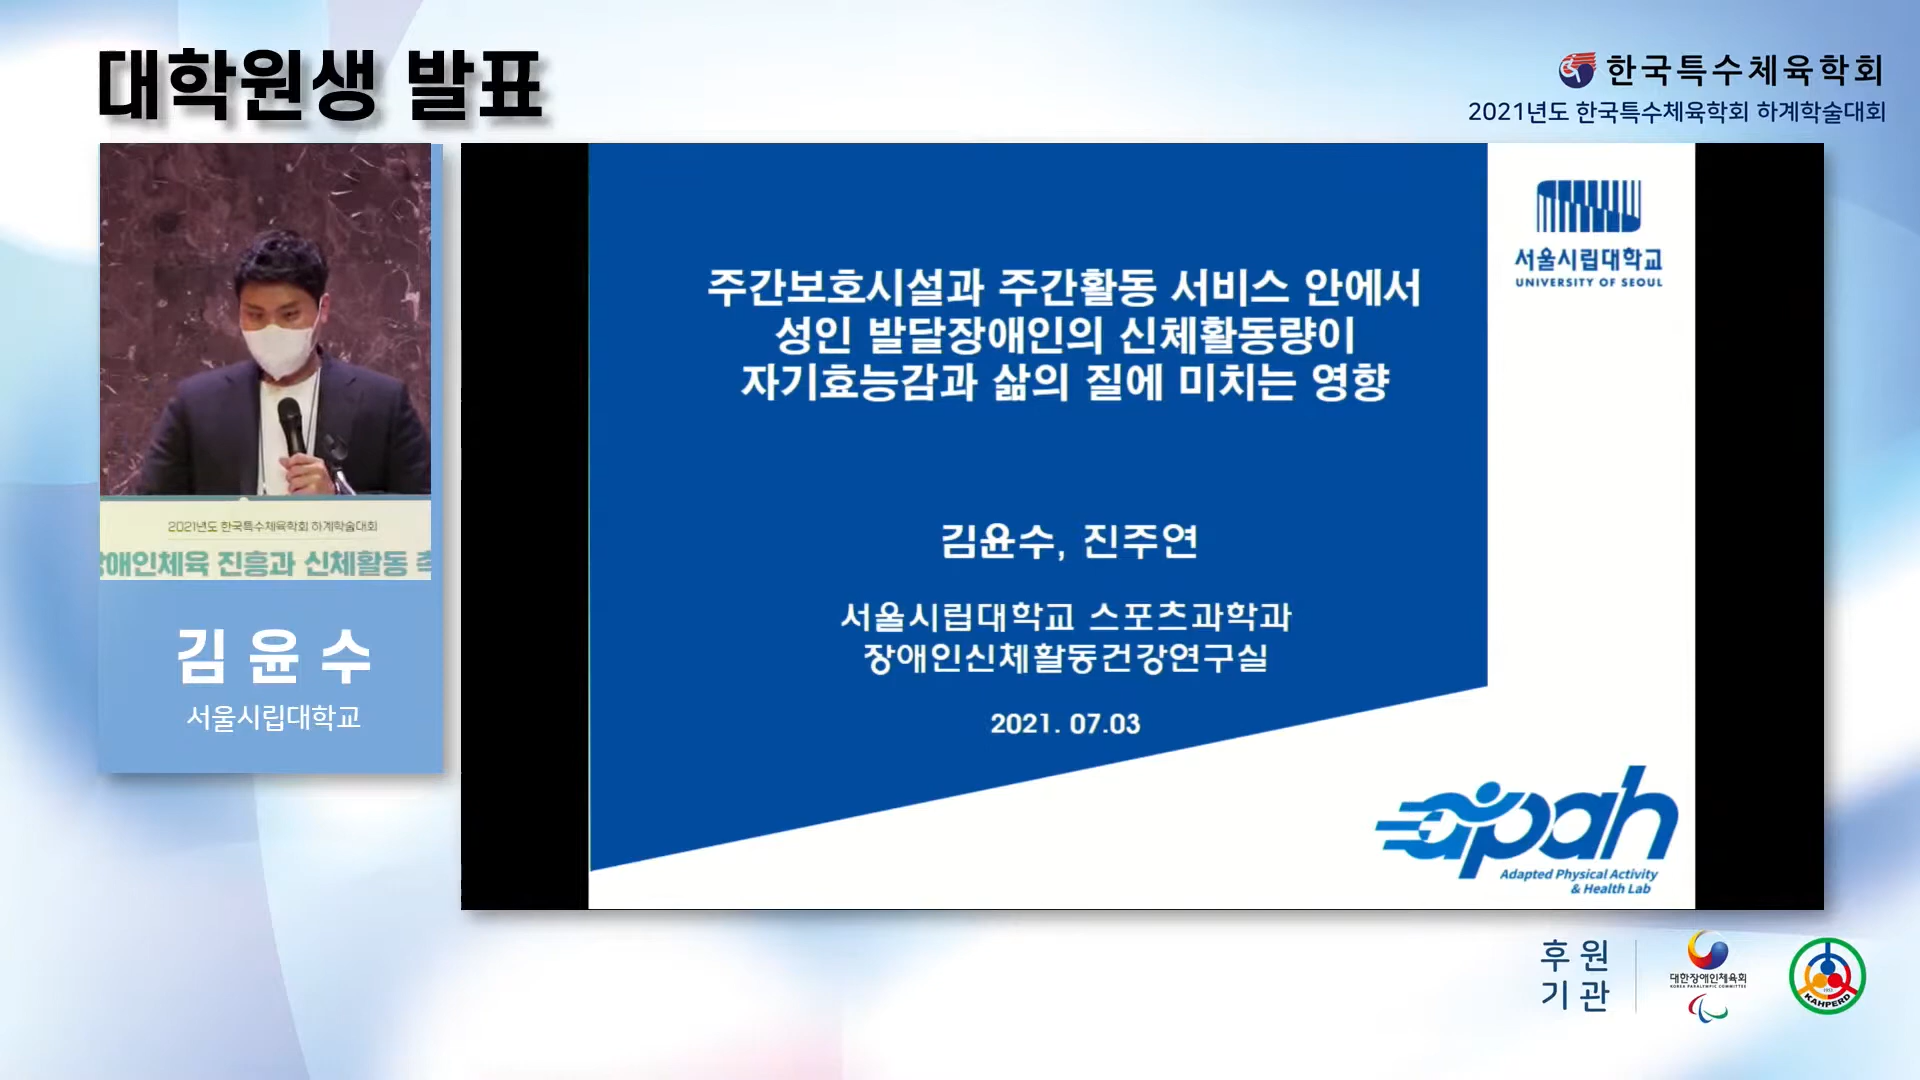 대학원생 발표
한국특수체육학회
2021년도 한국특수체육학회 하계학술대회
2021년도 한국특수체육학회 하계학술대회
장애인체육 진흥과 신체활동
김윤수
서울시립대학교
주간보호시설과 주간활동 서비스 안에서
성인 발달장애인의 신체활동량이
자기효능감과 삶의 질에 미치는 영향
김윤수, 진주연
서울시립대학교 스포츠과학과
장애인신체활동건강연구실
2021. 07.03
서울시립대학교
UNIVERSITY OF SEOUL
apah
Adapted Physical Activity
& Health Lab
후원
기관
대한장애인체육회
KOREA PARALYMPIC COMMITTEE
1953
KAHPERD